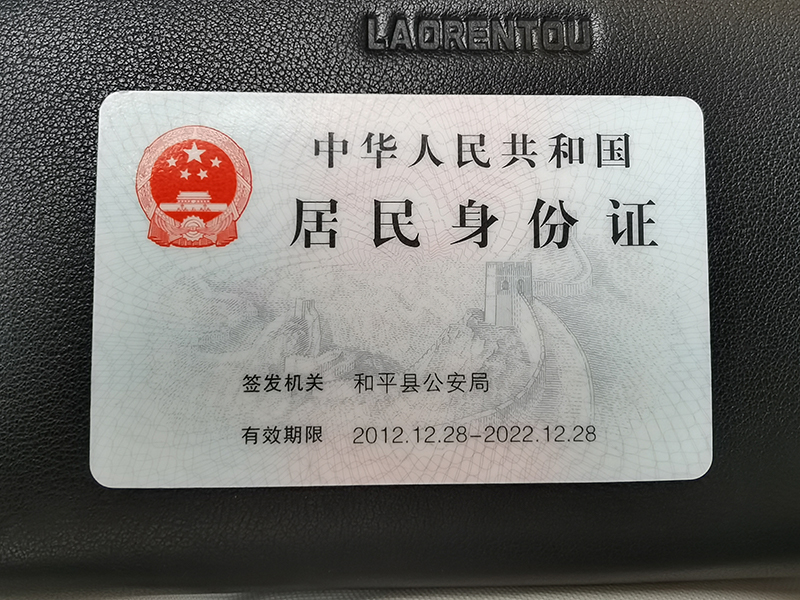 LAORENTOU
中华人民共和国
居民身份证
签发机关 和平县公安局
有效期限 2012.12.28-2022.12.28